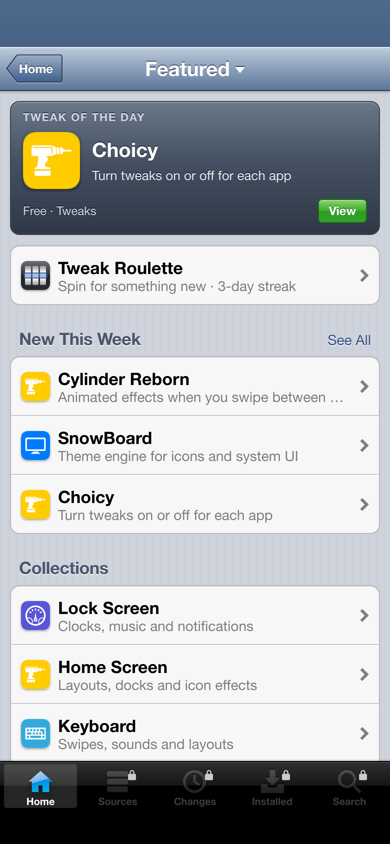 Home
Featured
TWEAK OF THE DAY
Choicy
Turn tweaks on or off for each app
Free · Tweaks
View
Tweak Roulette
Spin for something new · 3-day streak
New This Week
See All
Cylinder Reborn
Animated effects when you swipe between …
SnowBoard
Theme engine for icons and system UI
Choicy
Turn tweaks on or off for each app
Collections
Lock Screen
Clocks, music and notifications
Home Screen
Layouts, docks and icon effects
Keyboard
Swipes, sounds and layouts
Home
Sources
Changes
Installed
Search